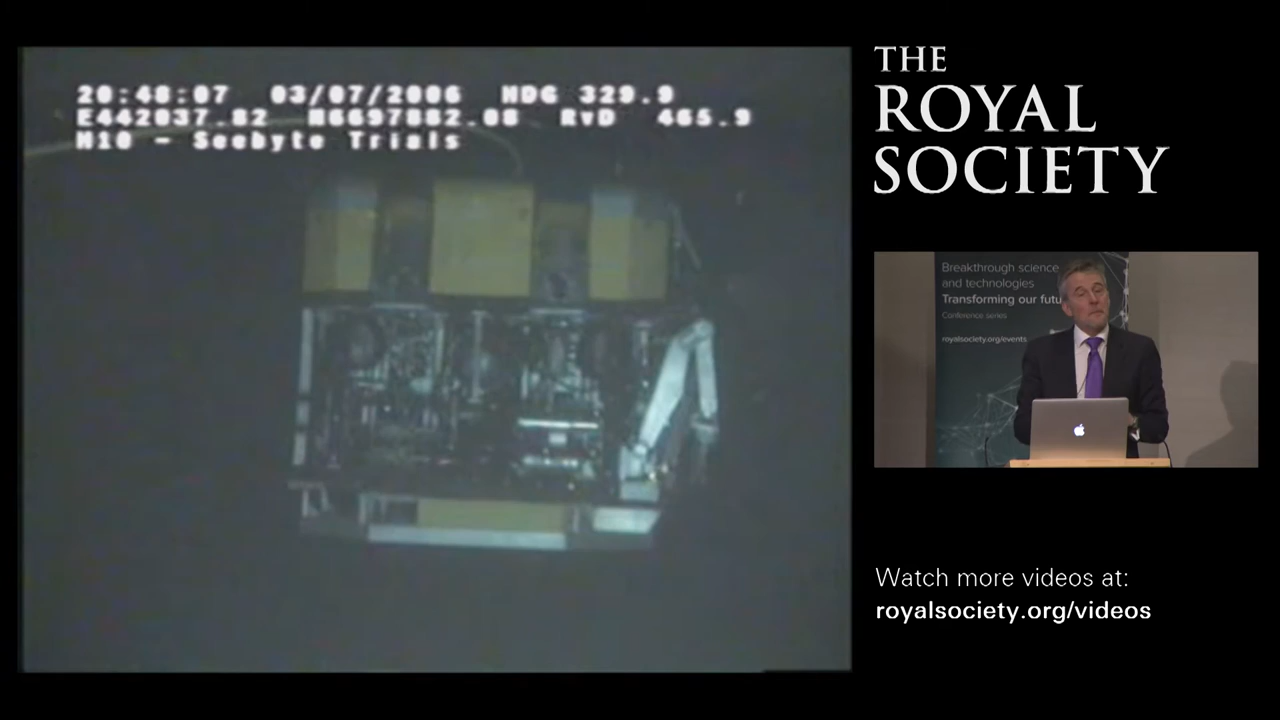 20:48:07 03/07/2006 HDG 329.9
E442037.82 N6697882.08 RvD 465.9
M10 - Seebyte Trials
THE
ROYAL
SOCIETY
Breakthrough science
and technologies
Transforming our futu
Conference series
royalsociety.org/events
Watch more videos at:
royalsociety.org/videos